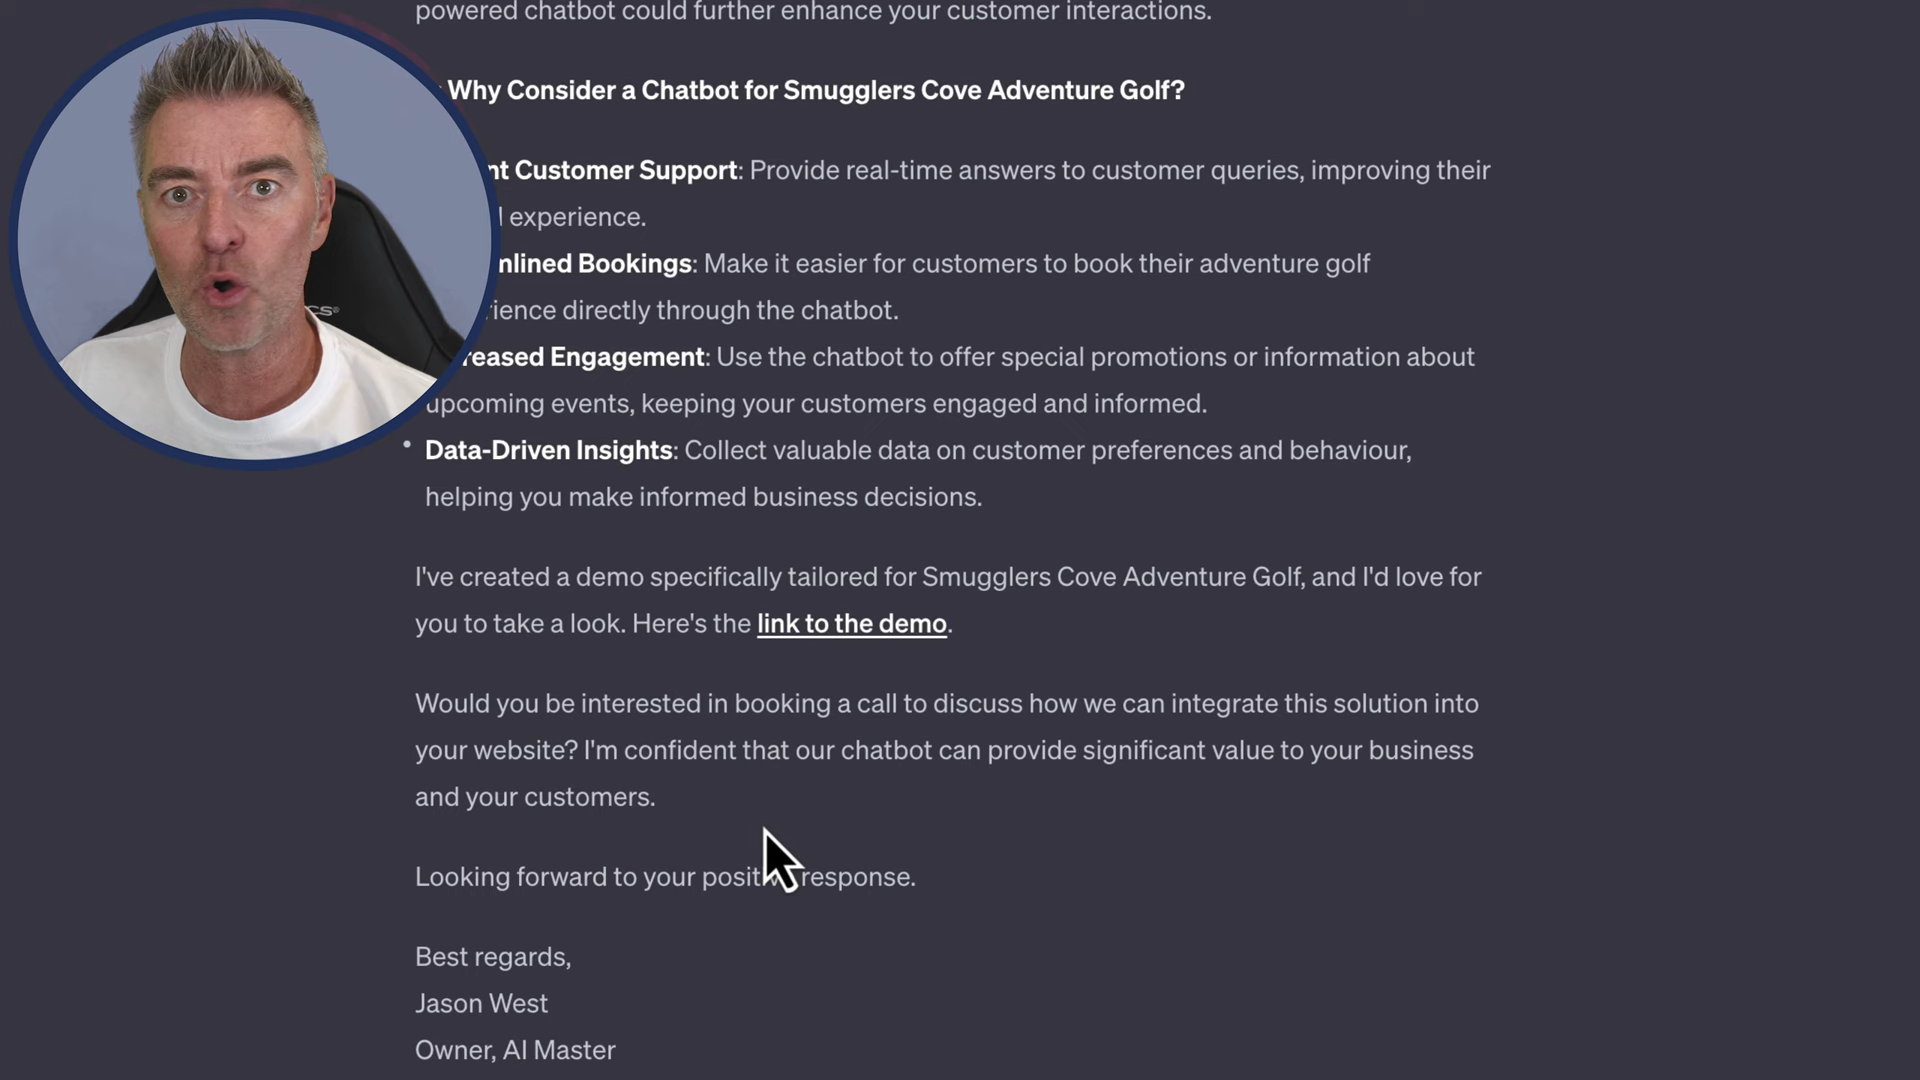 powered chatbot could further enhance your customer interactions.
Why Consider a Chatbot for Smugglers Cove Adventure Golf?
nt Customer Support: Provide real-time answers to customer queries, improving their
experience.
mlined Bookings: Make it easier for customers to book their adventure golf
rience directly through the chatbot.
reased Engagement: Use the chatbot to offer special promotions or information about
upcoming events, keeping your customers engaged and informed.
• Data-Driven Insights: Collect valuable data on customer preferences and behaviour,
helping you make informed business decisions.
I've created a demo specifically tailored for Smugglers Cove Adventure Golf, and I'd love for
you to take a look. Here's the link to the demo.
Would you be interested in booking a call to discuss how we can integrate this solution into
your website? I'm confident that our chatbot can provide significant value to your business
and your customers.
Looking forward to your positive response.
Best regards,
Jason West
Owner, AI Master